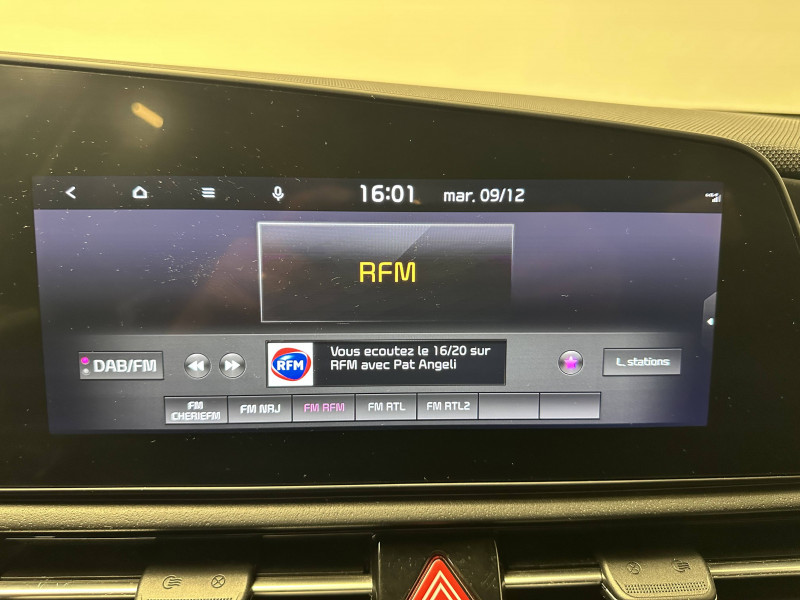 16:01 mar. 09/12
RFM
DAB/FM
RFM
Vous ecoutez le 16/20 sur
RFM avec Pat Angeli
L. stations
FM
CHERIEFM
FM NRJ
FM RFM
FM RTL
FM RTL2